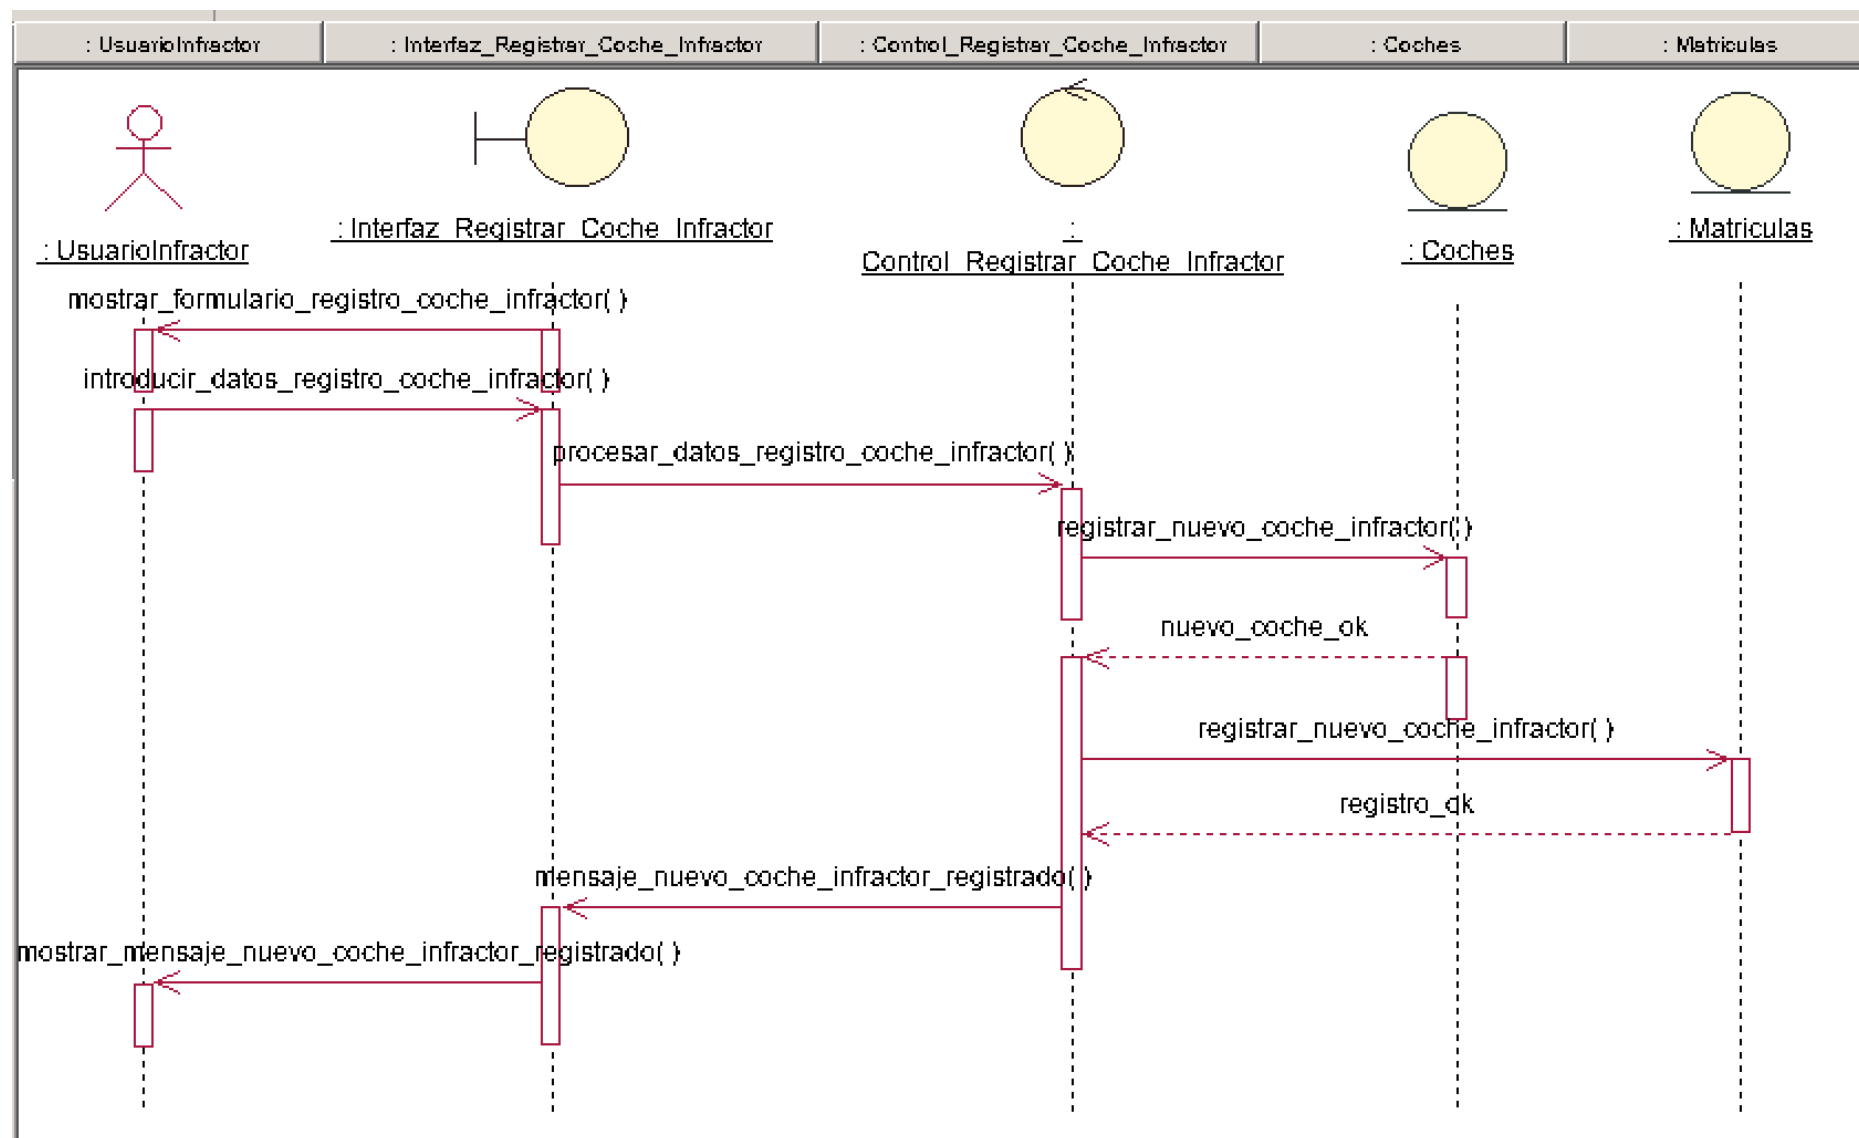 : UsuarioInfractor
: Interfaz_Registrar_Coche_Infractor
: Control_Registrar_Coche_Infractor
: Coches
: Matriculas
: UsuarioInfractor
: Interfaz_Registrar_Coche_Infractor
:
Control_Registrar_Coche_Infractor
: Coches
: Matriculas
mostrar_formulario_registro_coche_infractor( )
introducir_datos_registro_coche_infractor( )
procesar_datos_registro_coche_infractor( )
registrar_nuevo_coche_infractor( )
nuevo_coche_ok
registrar_nuevo_coche_infractor( )
registro_ok
mensaje_nuevo_coche_infractor_registrado( )
mostrar_mensaje_nuevo_coche_infractor_registrado( )